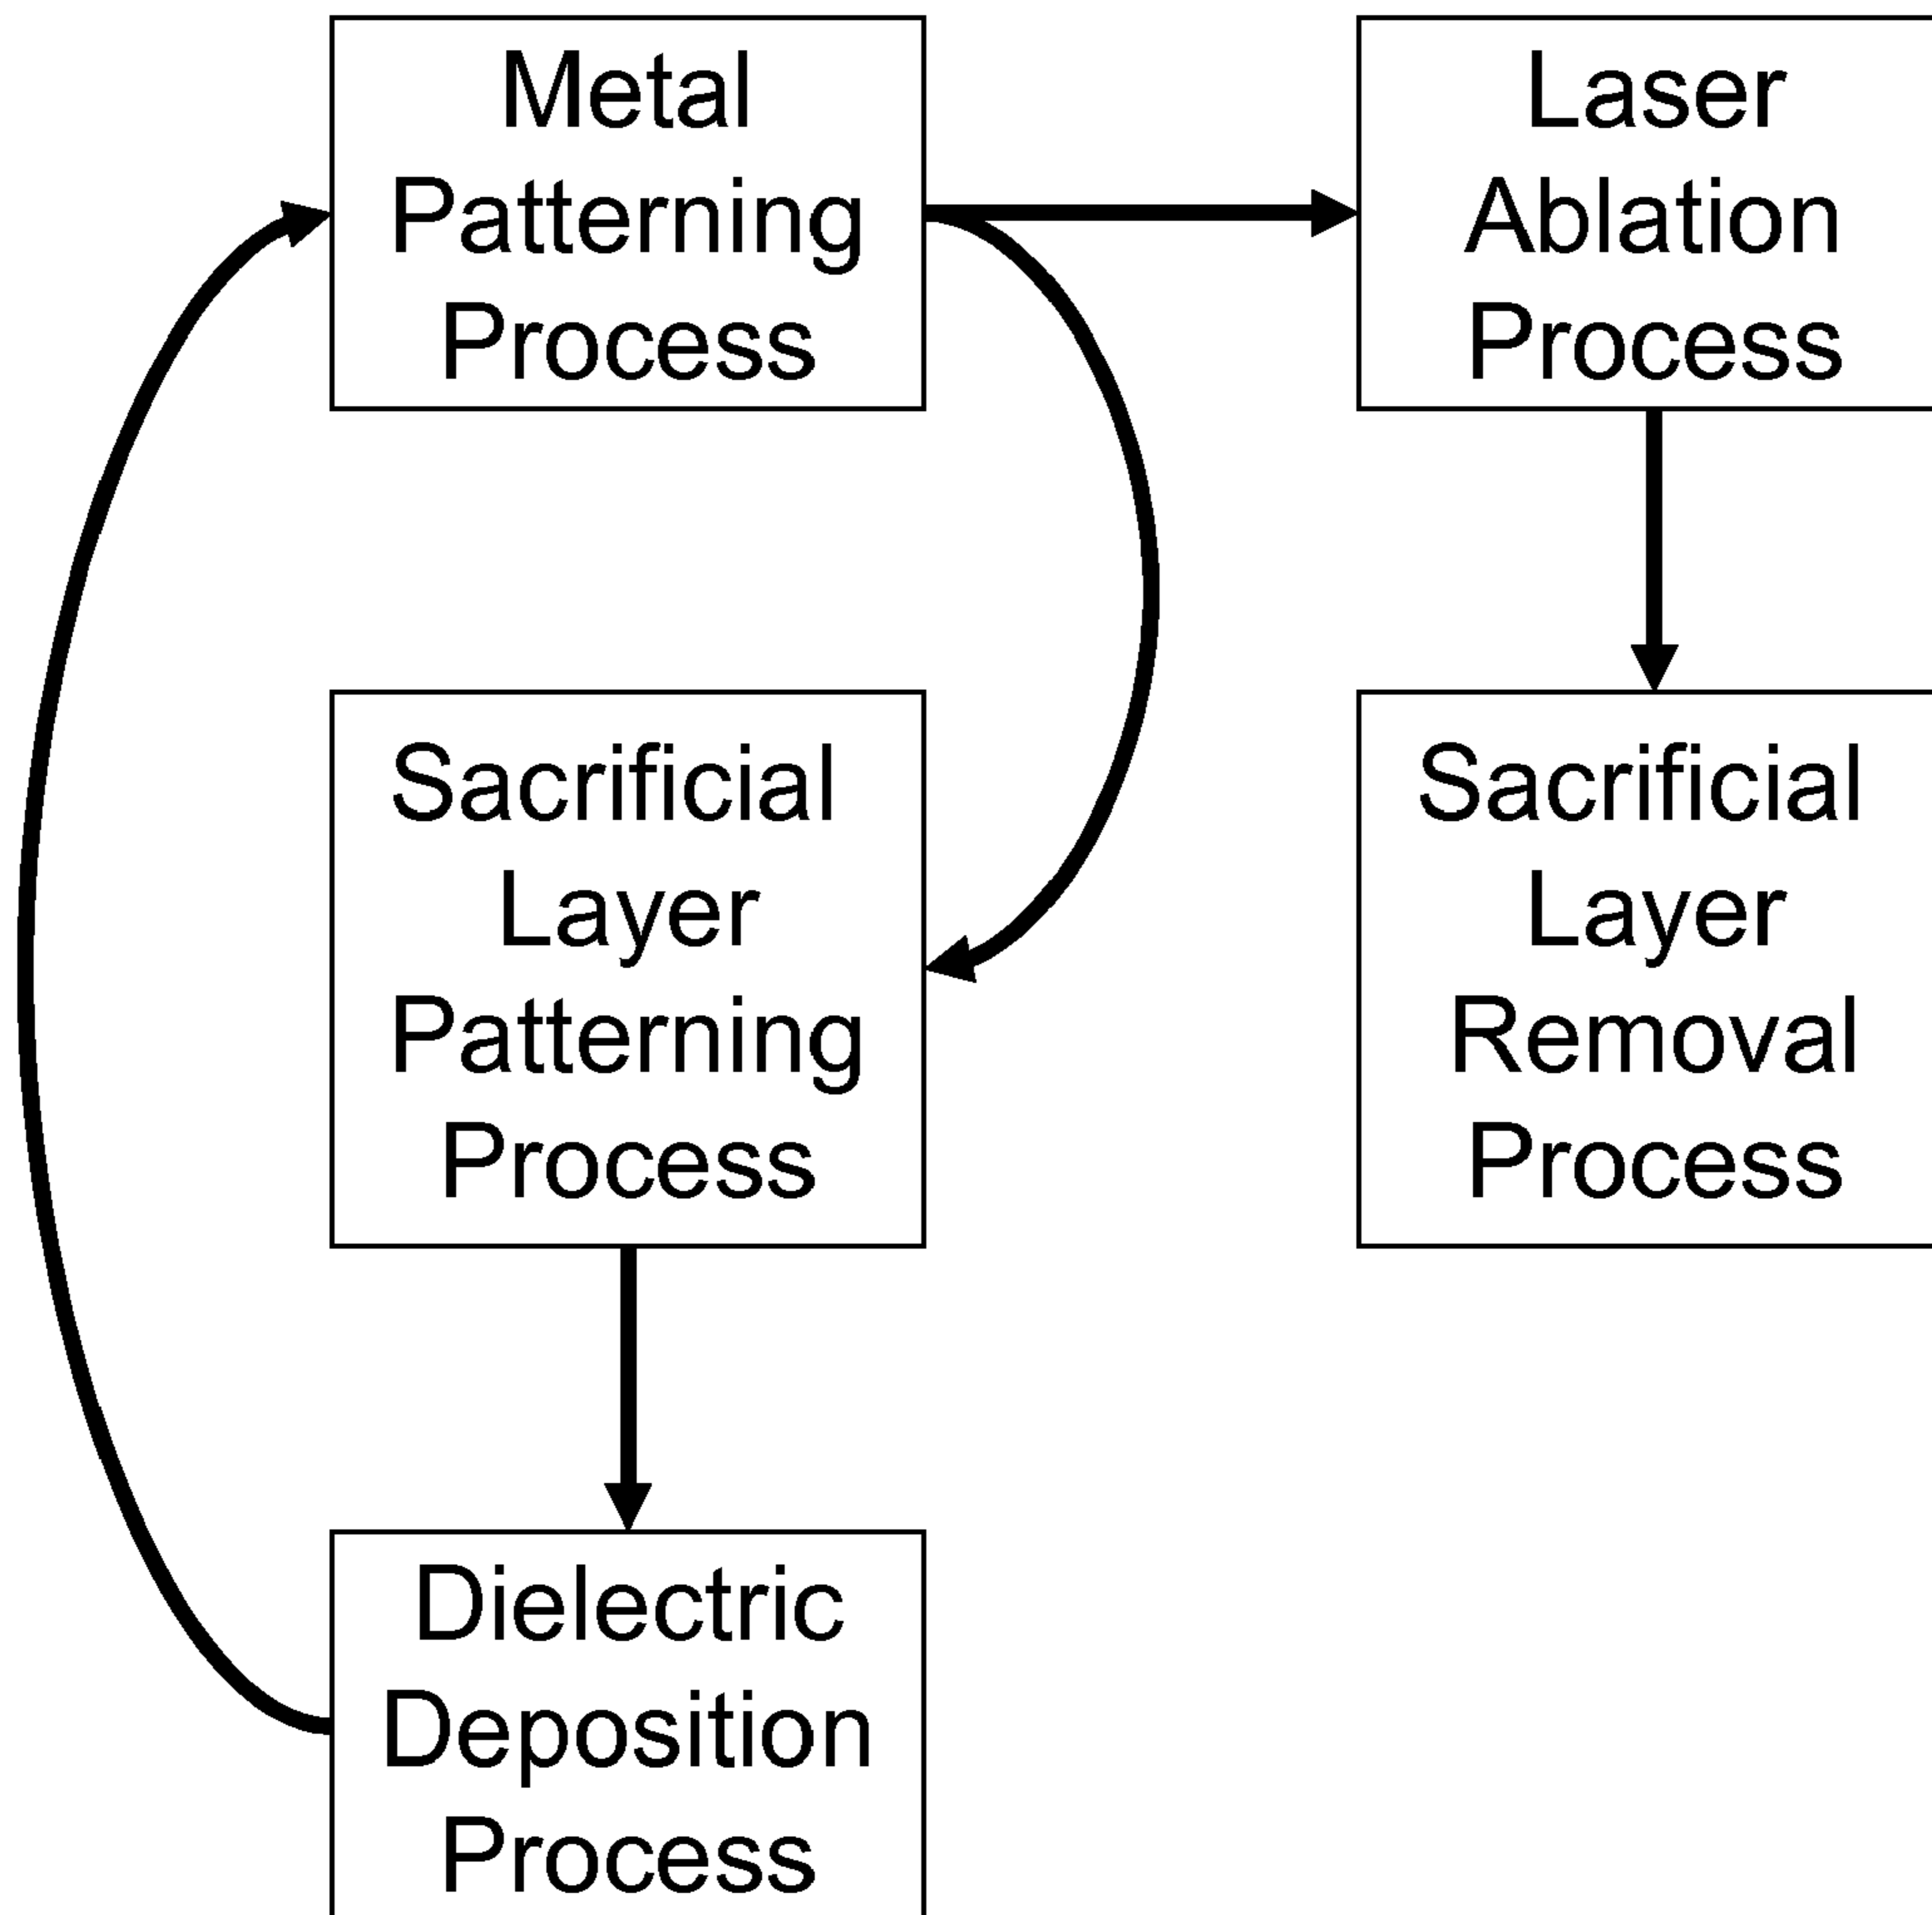 Metal
Patterning
Process
Laser
Ablation
Process
Sacrificial
Layer
Patterning
Process
Sacrificial
Layer
Removal
Process
Dielectric
Deposition
Process